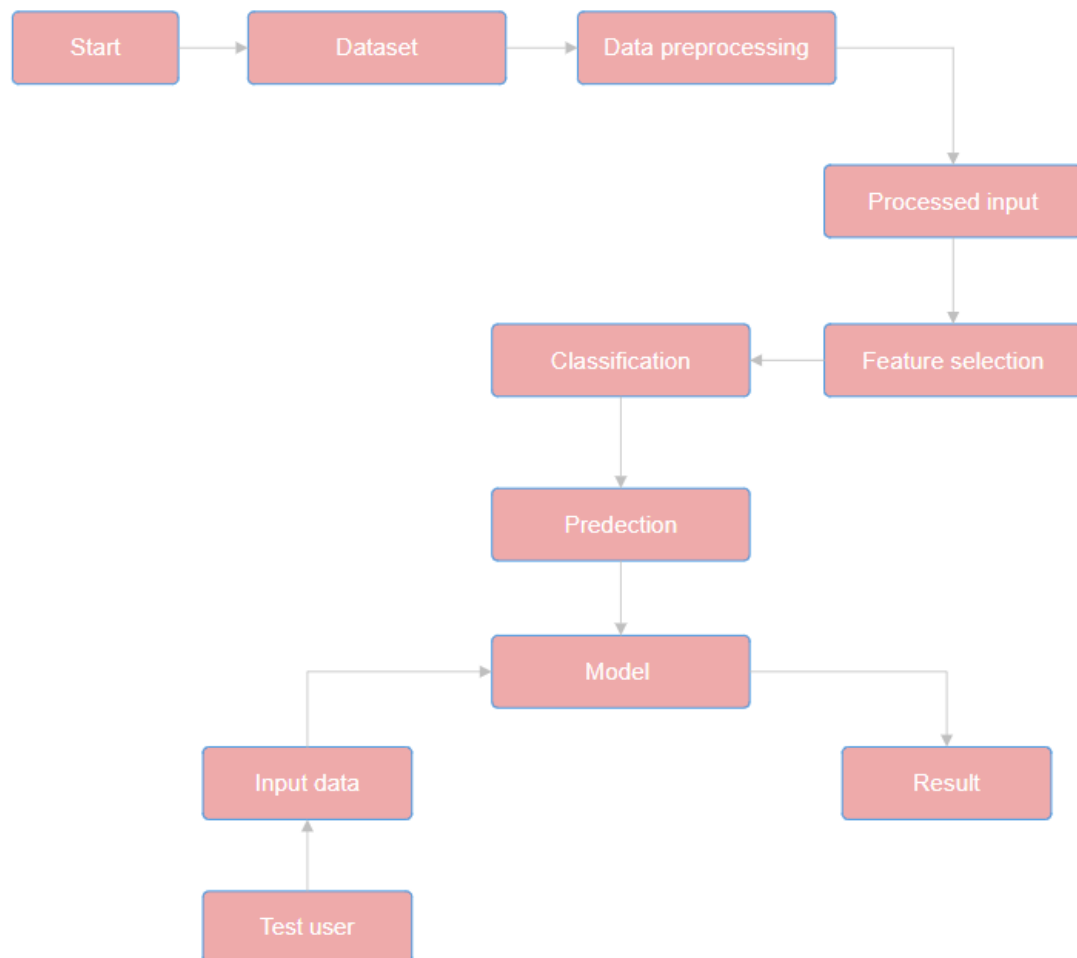 Start
Dataset
Data preprocessing
Processed input
Classification
Feature selection
Predection
Model
Input data
Result
Test user